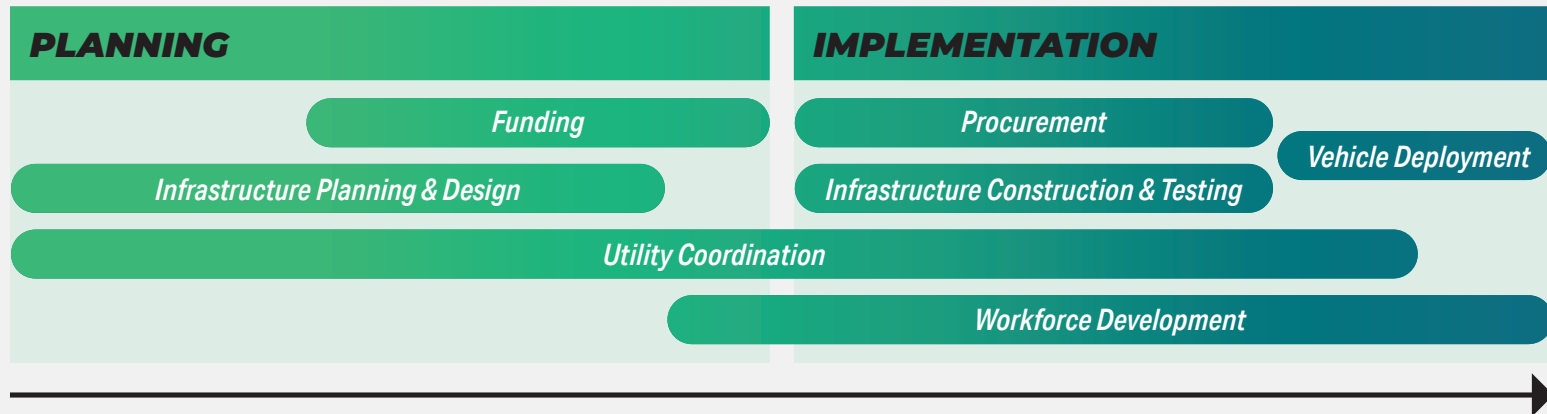 PLANNING
IMPLEMENTATION
Funding
Procurement
Vehicle Deployment
Infrastructure Planning & Design
Infrastructure Construction & Testing
Utility Coordination
Workforce Development